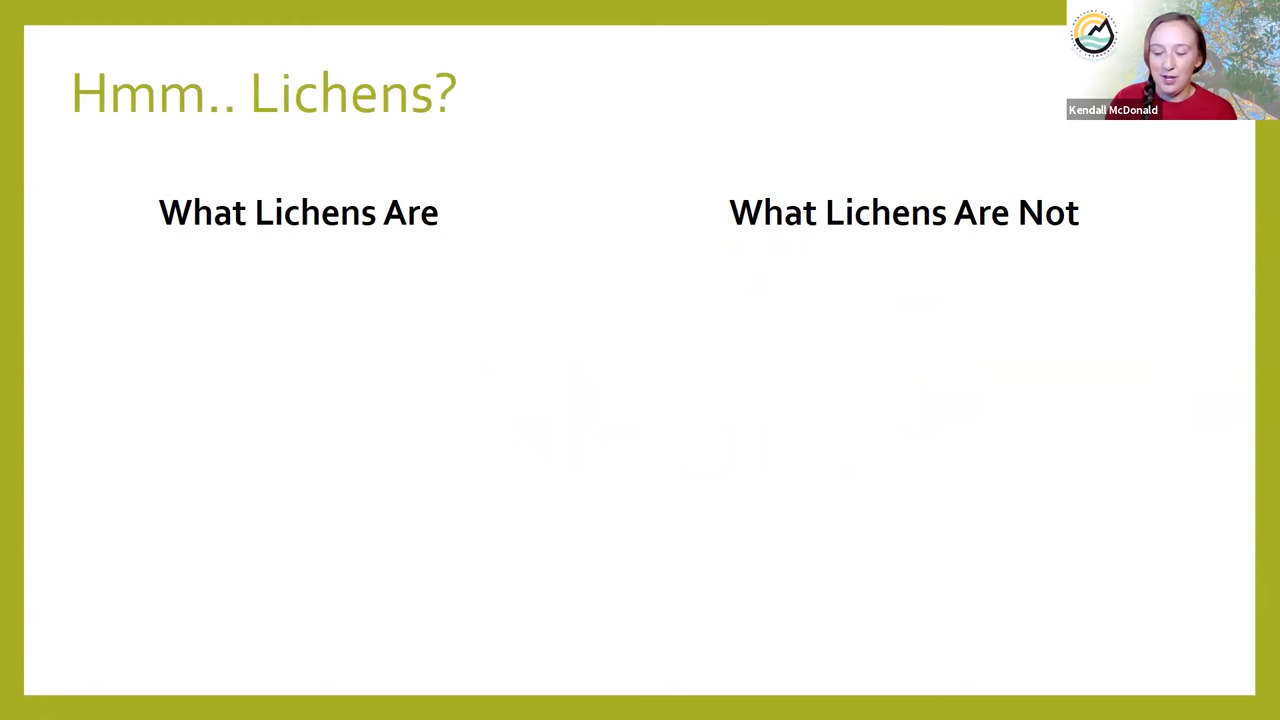 Hmm.. Lichens?
Kendall McDonald
What Lichens Are
What Lichens Are Not